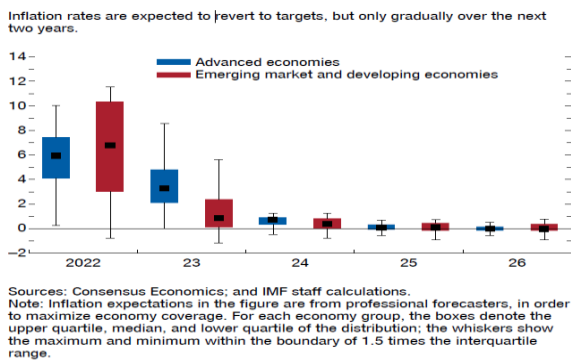 Inflation rates are expected to revert to targets, but only gradually over the next
two years.
14
Advanced economies
12
Emerging market and developing economies
10
8
6
4
2
0
−2
2022 23 24 25 26
Sources: Consensus Economics; and IMF staff calculations.
Note: Inflation expectations in the figure are from professional forecasters, in order
to maximize economy coverage. For each economy group, the boxes denote the
upper quartile, median, and lower quartile of the distribution; the whiskers show
the maximum and minimum within the boundary of 1.5 times the interquartile
range.